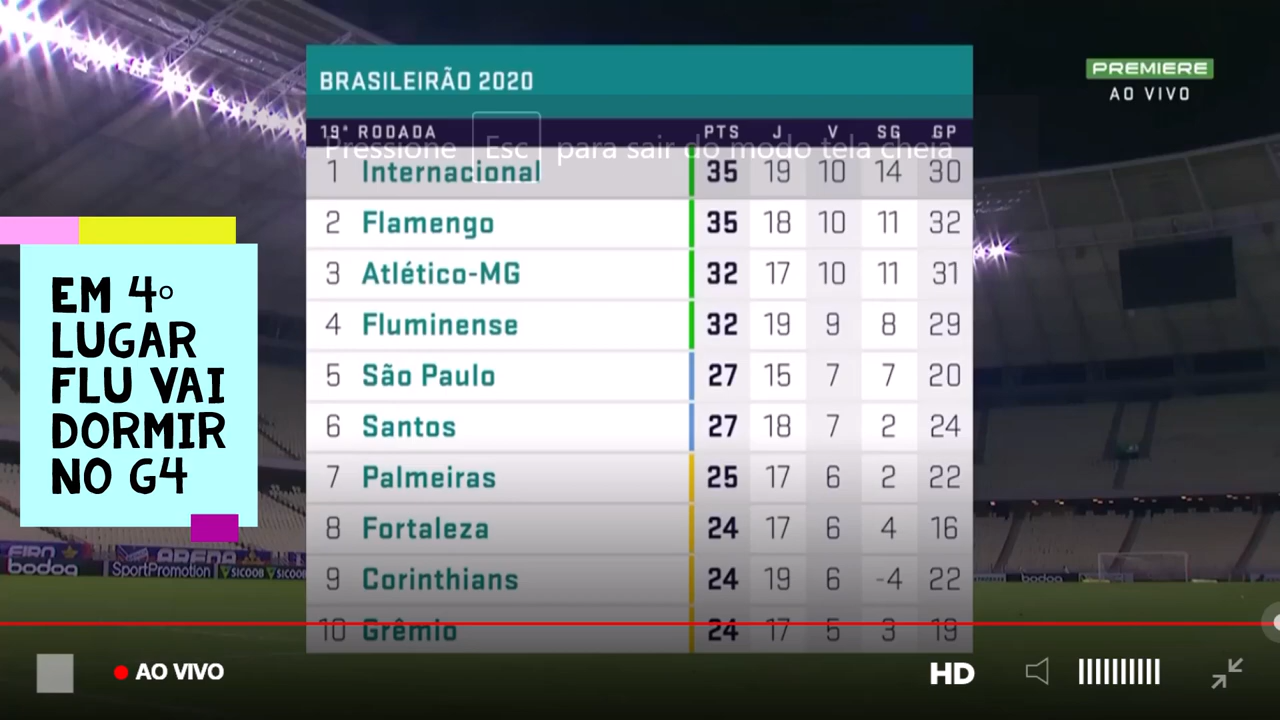 BRASILEIRÃO 2020
PREMIERE
AO VIVO
19ª RODADA PTS J V SG GP
Pressione Esc para sair do modo tela cheia
1 Internacional 35 19 10 14 30
2 Flamengo 35 18 10 11 32
3 Atlético-MG 32 17 10 11 31
4 Fluminense 32 19 9 8 29
5 São Paulo 27 15 7 7 20
6 Santos 27 18 7 2 24
7 Palmeiras 25 17 6 2 22
8 Fortaleza 24 17 6 4 16
9 Corinthians 24 19 6 -4 22
10 Grêmio 24 17 5 3 19
EM 4º
LUGAR
FLU VAI
DORMIR
NO G4
bodog
ARENA
SportPromotion
SICOOB
SICOOB
bodog
AO VIVO
HD